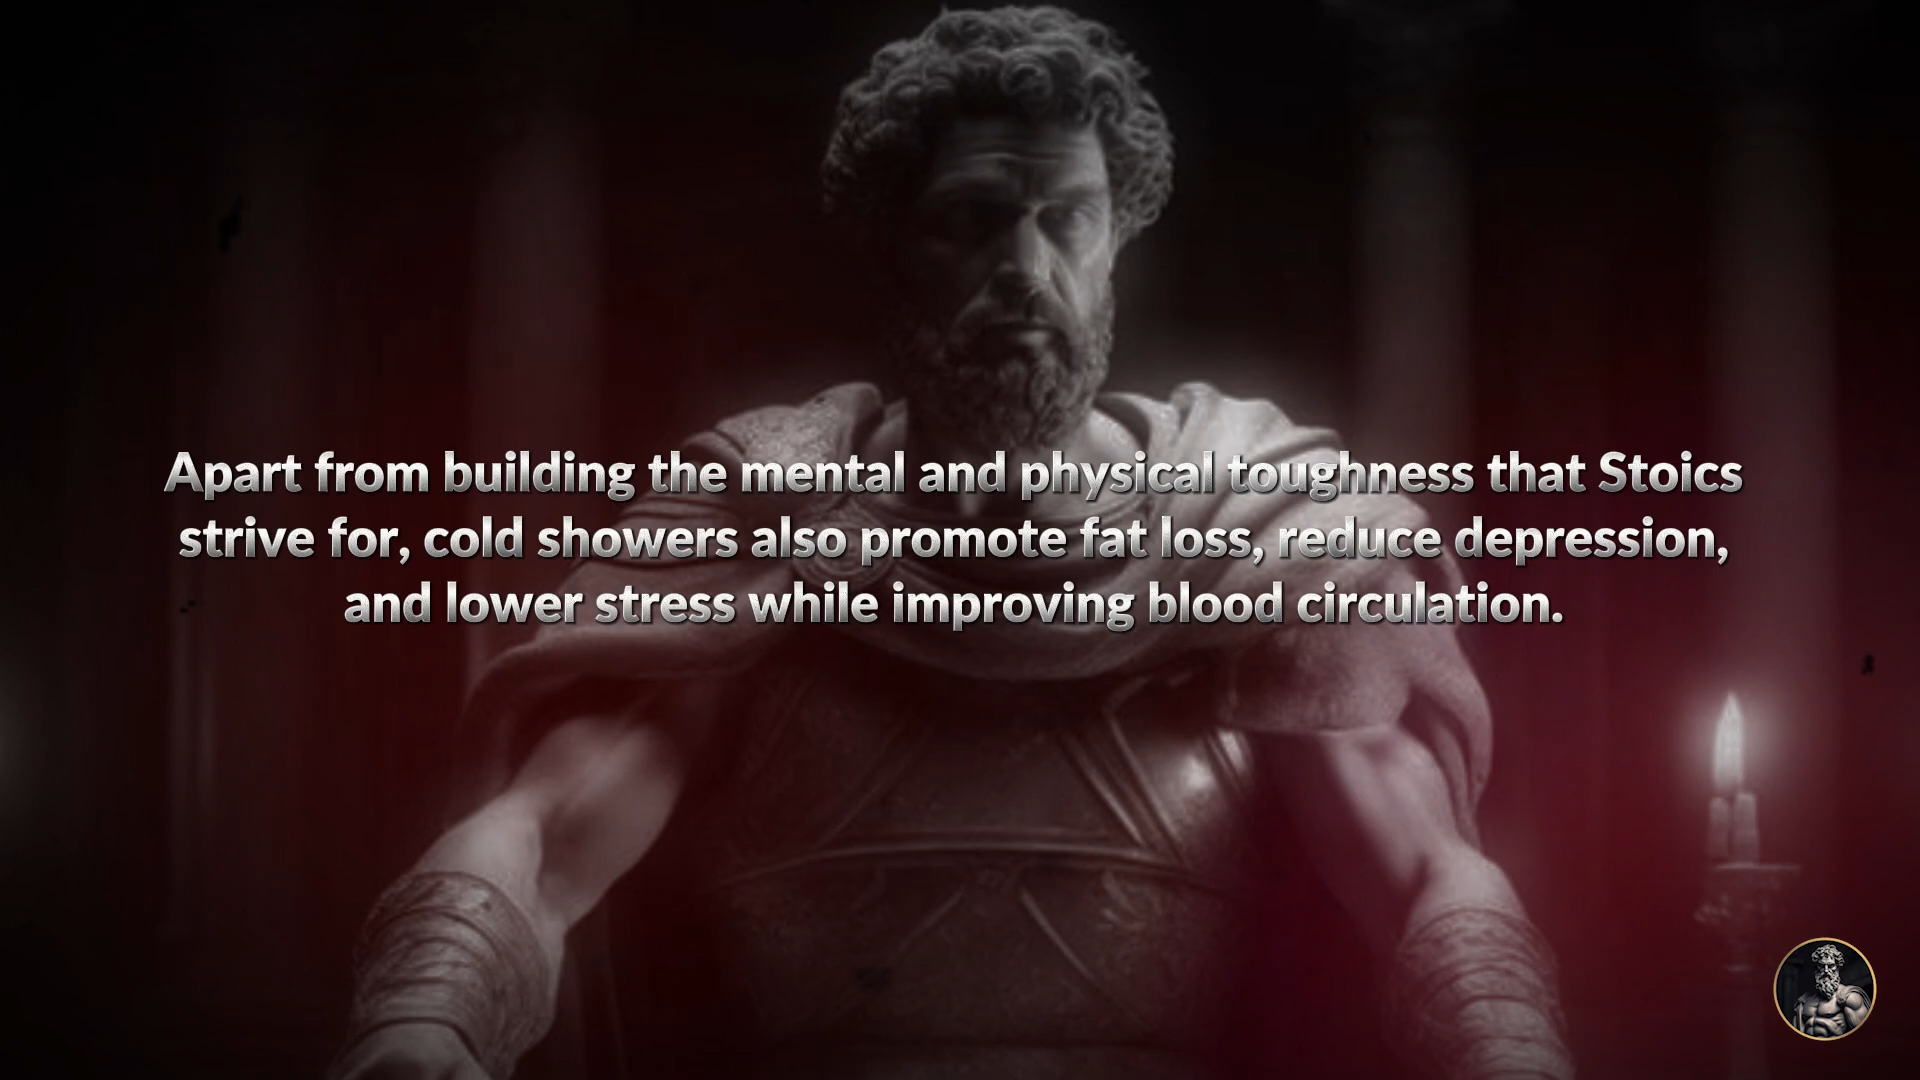 Apart from building the mental and physical toughness that Stoics
strive for, cold showers also promote fat loss, reduce depression,
and lower stress while improving blood circulation.